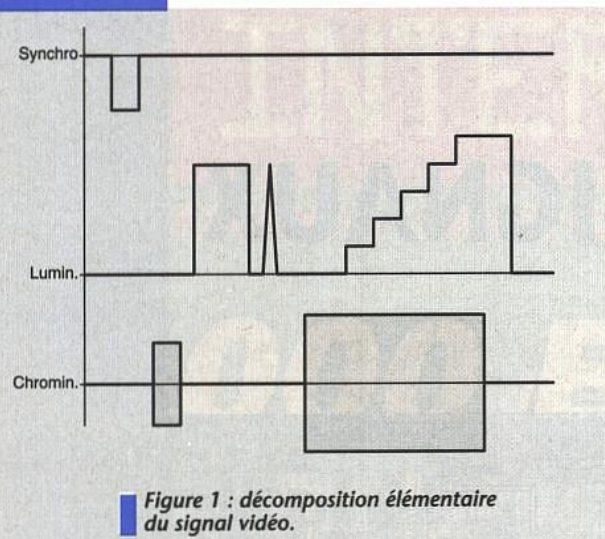 Synchro.
Lumin.
Chromin.
Figure 1 : décomposition élémentaire
du signal vidéo.